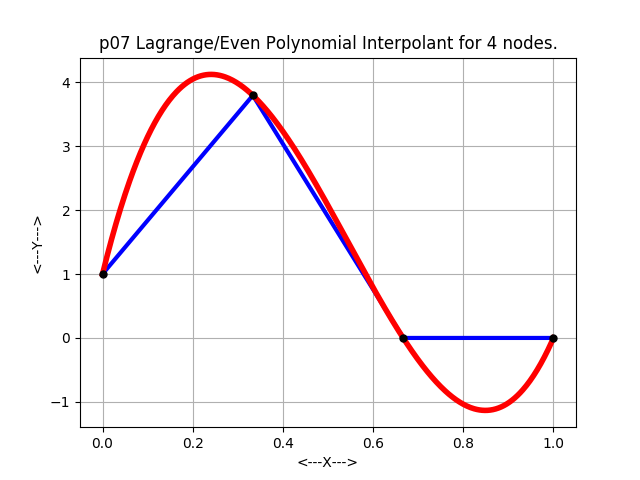 p07 Lagrange/Even Polynomial Interpolant for 4 nodes.
4
3
2
1
0
−1
<---Y--->
0.0 0.2 0.4 0.6 0.8 1.0
<---X--->